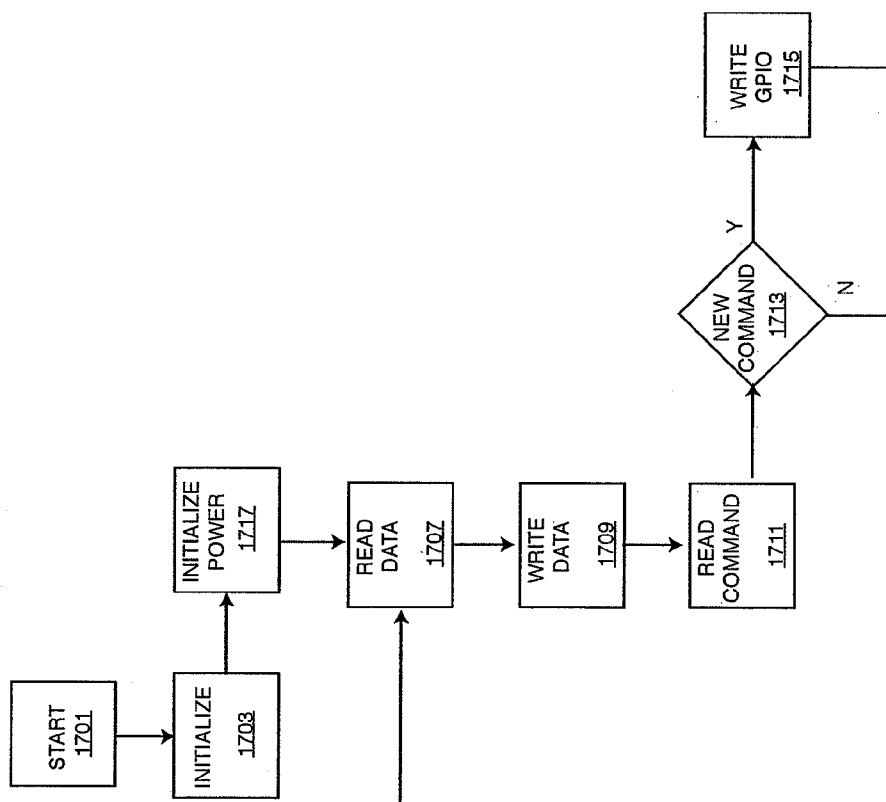 START
1701
INITIALIZE
1703
INITIALIZE
POWER
1717
READ
DATA
1707
WRITE
DATA
1709
READ
COMMAND
1711
NEW
COMMAND
1713
Y
N
WRITE
GPIO
1715